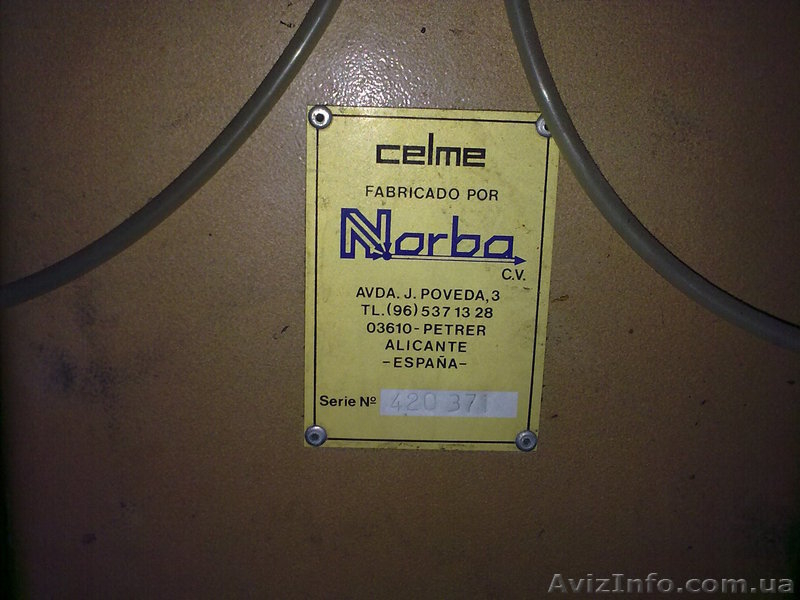 celme
FABRICADO POR
Norba
C.V.
AVDA. J. POVEDA, 3
TL. (96) 537 13 28
03610 - PETRER
ALICANTE
-ESPAÑA-
Serie Nº 420 371
AvizInfo.com.ua